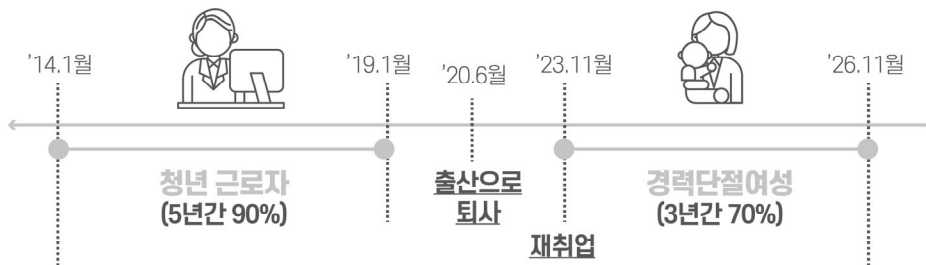 ’14.1월
’19.1월
’20.6월
’23.11월
’26.11월
청년 근로자
(5년간 90%)
출산으로
퇴사
재취업
경력단절여성
(3년간 70%)